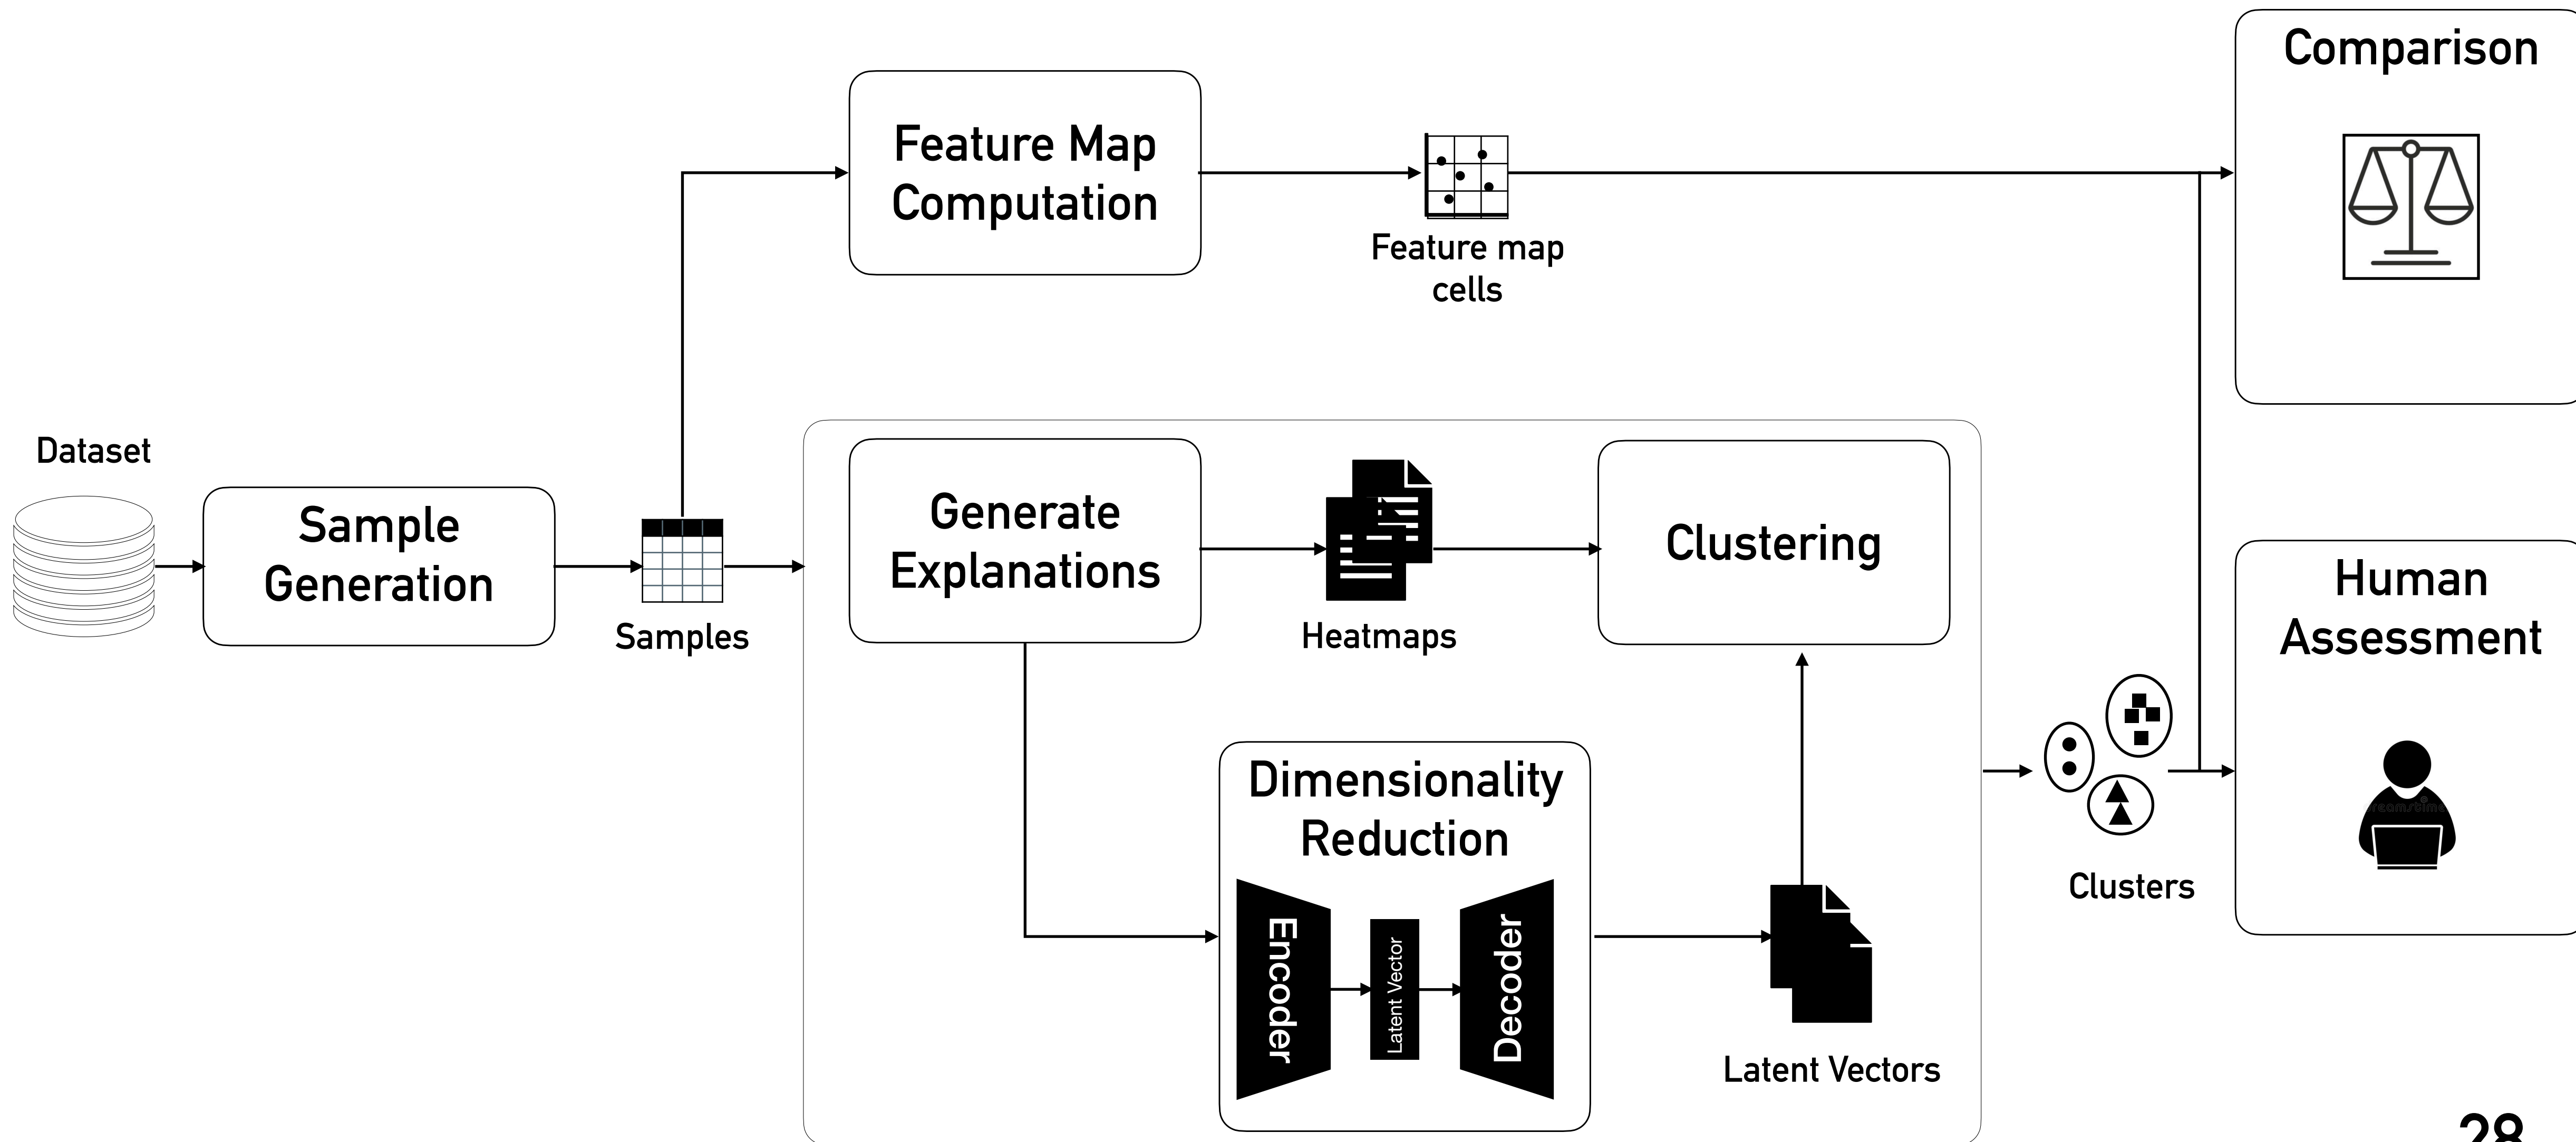 Comparison
Feature Map
Computation
Feature map
cells
Dataset
Sample
Generation
Samples
Generate
Explanations
Heatmaps
Clustering
Human
Assessment
Dimensionality
Reduction
Encoder
Latent Vector
Decoder
Latent Vectors
Clusters
28